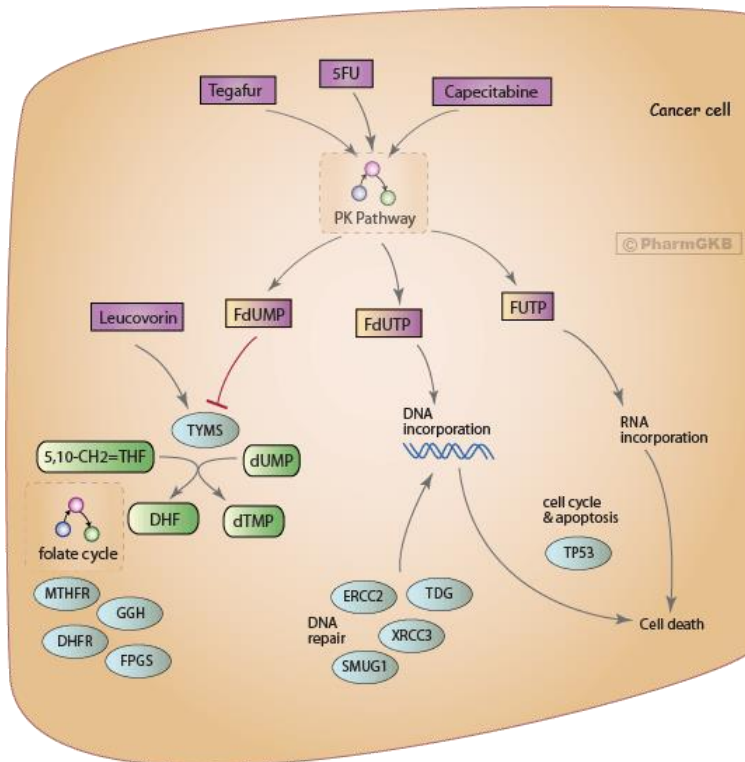 5FU
Tegafur
Capecitabine
Cancer cell
PK Pathway
© PharmGKB
Leucovorin
FdUMP
FdUTP
FUTP
TYMS
DNA
incorporation
RNA
incorporation
5,10-CH2=THF
dUMP
DHF
dTMP
folate cycle
cell cycle
& apoptosis
TP53
MTHFR
GGH
DHFR
FPGS
ERCC2
TDG
DNA
repair
XRCC3
SMUG1
Cell death